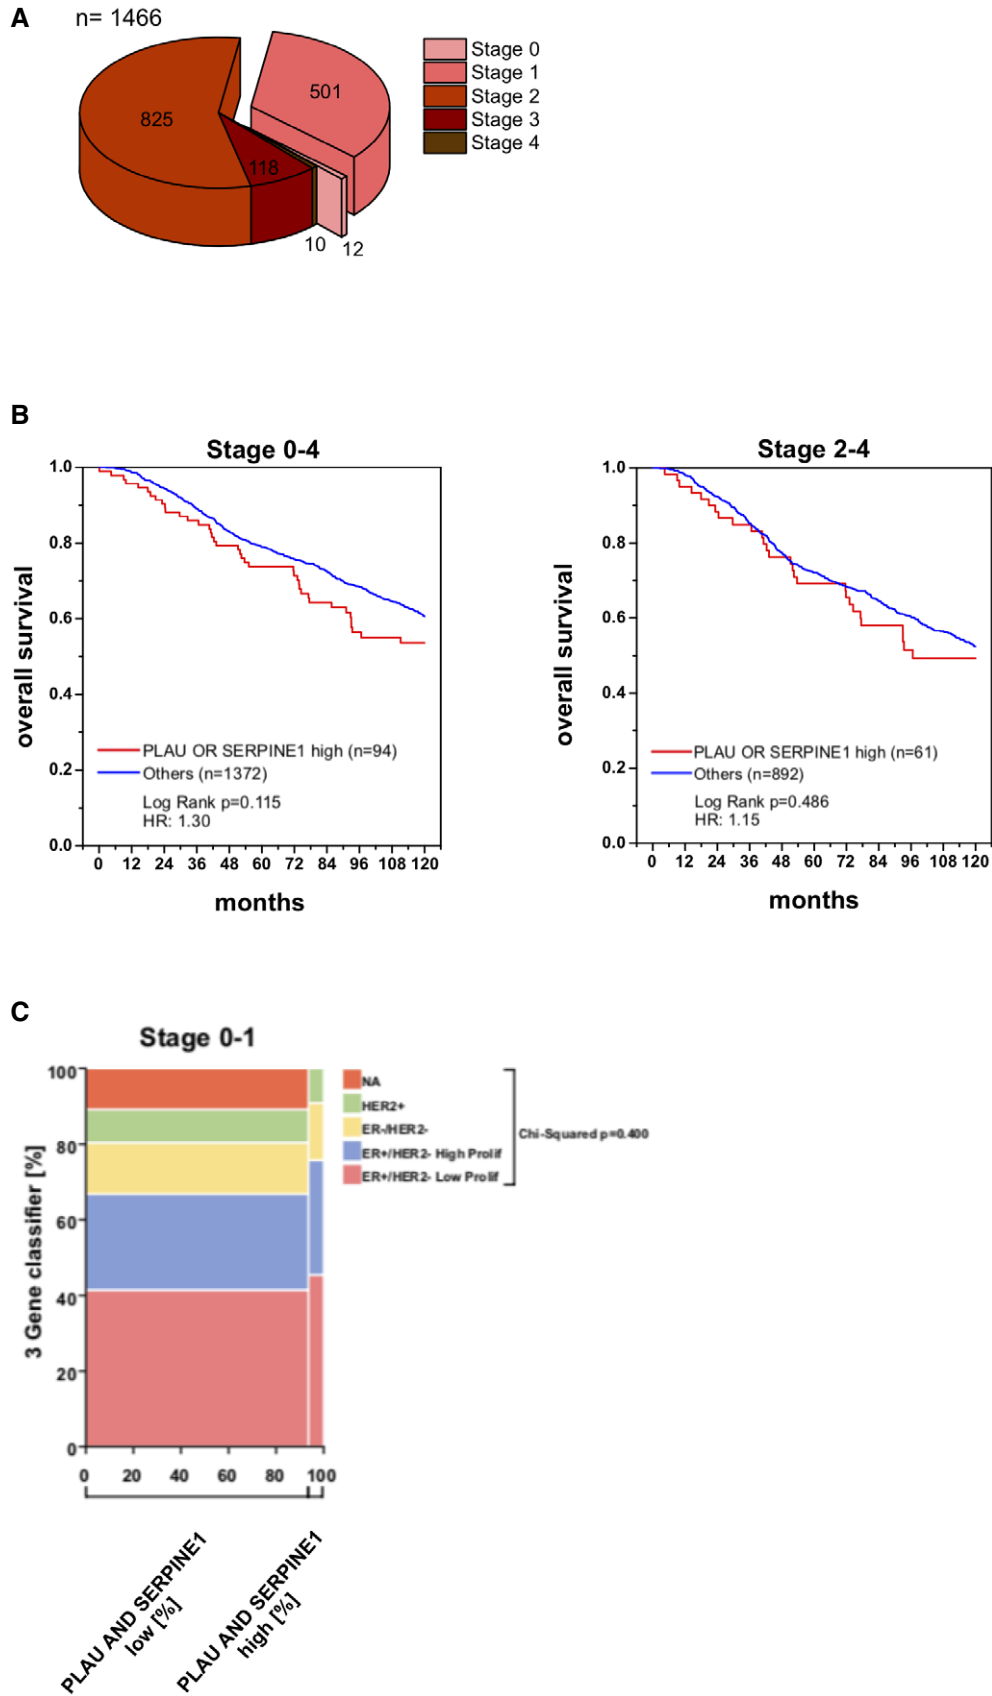 A
n= 1466
501
825
118
10
12
Stage 0
Stage 1
Stage 2
Stage 3
Stage 4
B
Stage 0-4
overall survival
1.0
0.8
0.6
0.4
0.2
0.0
PLAU OR SERPINE1 high (n=94)
Others (n=1372)
Log Rank p=0.115
HR: 1.30
0 12 24 36 48 60 72 84 96 108 120
months
Stage 2-4
overall survival
1.0
0.8
0.6
0.4
0.2
0.0
PLAU OR SERPINE1 high (n=61)
Others (n=892)
Log Rank p=0.486
HR: 1.15
0 12 24 36 48 60 72 84 96 108 120
months
C
Stage 0-1
3 Gene classifier [%]
100
80
60
40
20
0
NA
HER2+
ER-/HER2-
ER+/HER2- High Prolif
ER+/HER2- Low Prolif
Chi-Squared p=0.400
0 20 40 60 80 100
PLAU AND SERPINE1
low [%]
PLAU AND SERPINE1
high [%]